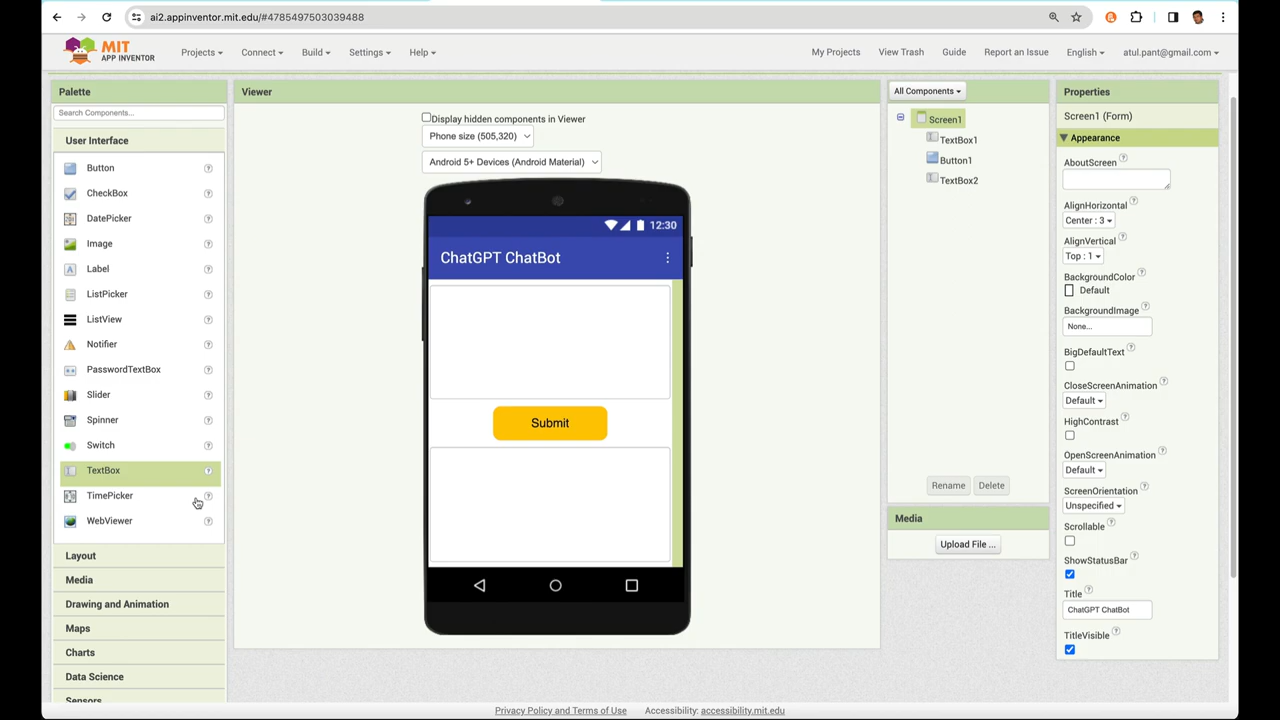 ai2.appinventor.mit.edu/#4785497503039488
MIT
APP INVENTOR
Projects
Connect
Build
Settings
Help
My Projects
View Trash
Guide
Report an Issue
English
atul.pant@gmail.com
Palette
Search Components...
User Interface
Button
?
CheckBox
?
DatePicker
?
Image
?
Label
?
ListPicker
?
ListView
?
Notifier
?
PasswordTextBox
?
Slider
?
Spinner
?
Switch
?
TextBox
?
TimePicker
?
WebViewer
?
Layout
Media
Drawing and Animation
Maps
Charts
Data Science
Sensors
Viewer
Display hidden components in Viewer
Phone size (505,320)
Android 5+ Devices (Android Material)
12:30
ChatGPT ChatBot
Submit
All Components
Screen1
TextBox1
Button1
TextBox2
Rename
Delete
Media
Upload File ...
Properties
Screen1 (Form)
Appearance
AboutScreen ?
AlignHorizontal ?
Center : 3
AlignVertical ?
Top : 1
BackgroundColor ?
Default
BackgroundImage ?
None...
BigDefaultText ?
CloseScreenAnimation ?
Default
HighContrast ?
OpenScreenAnimation ?
Default
ScreenOrientation ?
Unspecified
Scrollable ?
ShowStatusBar ?
Title ?
ChatGPT ChatBot
TitleVisible ?
Privacy Policy and Terms of Use
Accessibility: accessibility.mit.edu